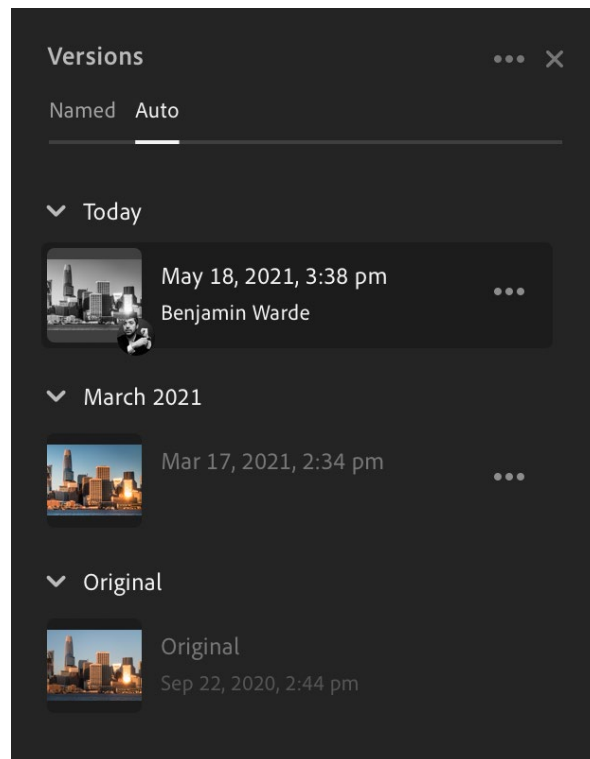 Versions
Named Auto
Today
May 18, 2021, 3:38 pm
Benjamin Warde
March 2021
Mar 17, 2021, 2:34 pm
Original
Original
Sep 22, 2020, 2:44 pm